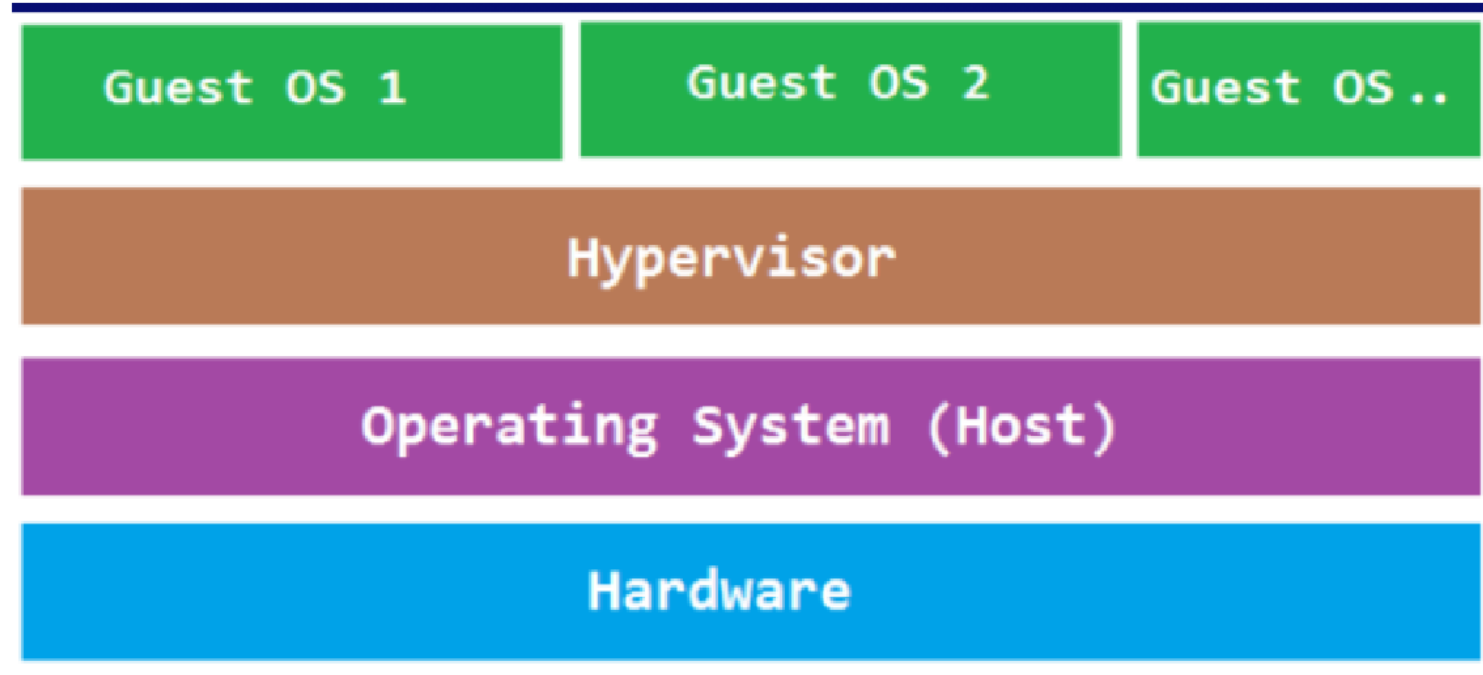 Guest OS 1
Guest OS 2
Guest OS ..
Hypervisor
Operating System (Host)
Hardware